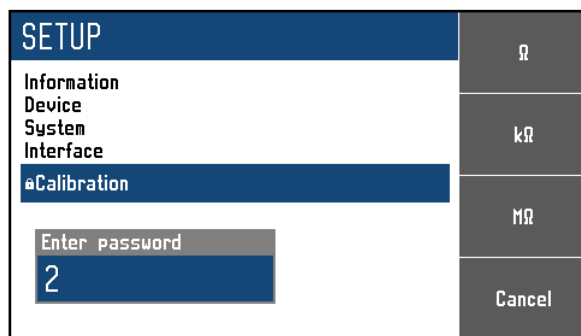 SETUP
Information
Device
System
Interface
Calibration
Enter password
2
Ω
kΩ
MΩ
Cancel